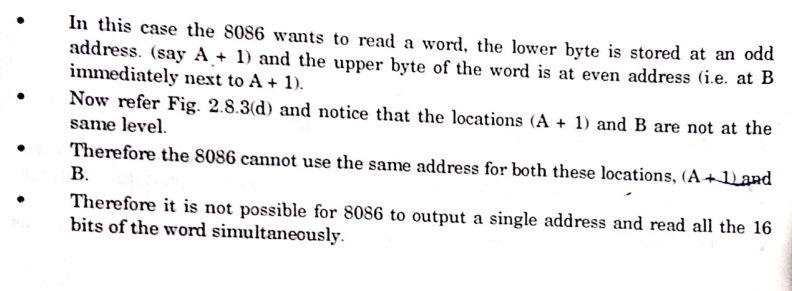 • In this case the 8086 wants to read a word, the lower byte is stored at an odd
address. (say A + 1) and the upper byte of the word is at even address (i.e. at B
immediately next to A + 1).
• Now refer Fig. 2.8.3(d) and notice that the locations (A + 1) and B are not at the
same level.
• Therefore the 8086 cannot use the same address for both these locations, (A + 1) and
B.
• Therefore it is not possible for 8086 to output a single address and read all the 16
bits of the word simultaneously.